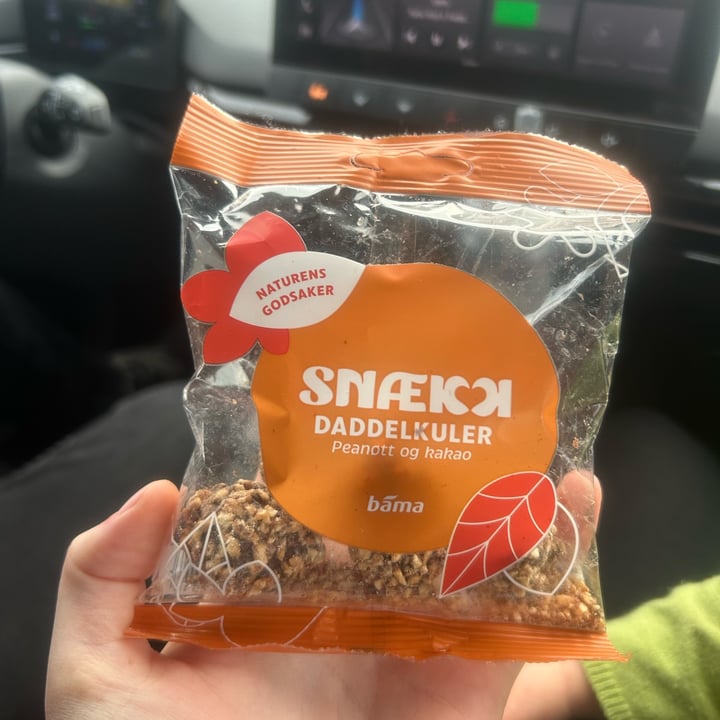 NATURENS
GODSAKER
SNÆKK
DADDELKULER
Peanøtt og kakao
bama